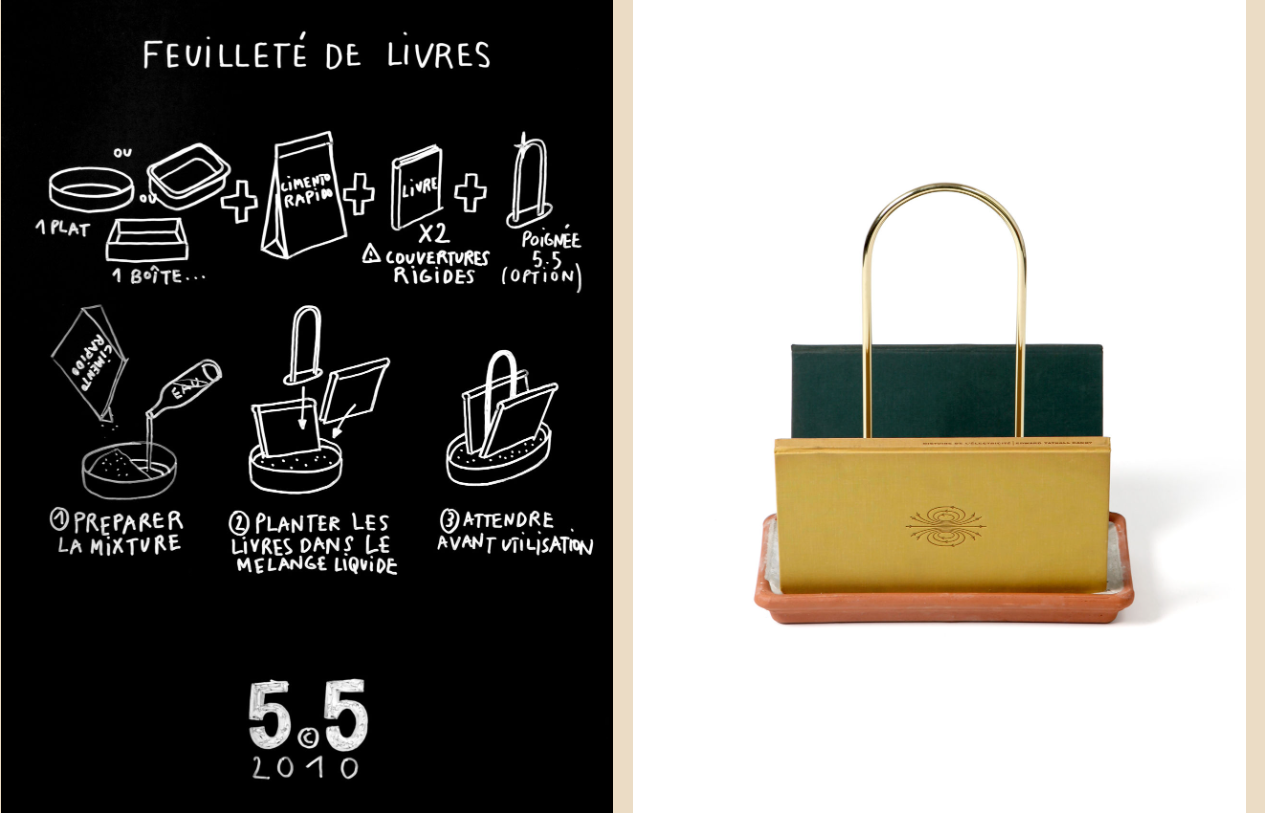 FEUILLETÉ DE LIVRES
OU
OU
1 PLAT
1 BOÎTE...
CIMENTO
RAPIDO
LIVRE
X2
⚠ COUVERTURES
RIGIDES
POIGNÉE
5.5
(OPTION)
CIMENTO
RAPIDO
EAU
① PREPARER
LA MIXTURE
② PLANTER LES
LIVRES DANS LE
MELANGE LIQUIDE
③ ATTENDRE
AVANT UTILISATION
5.5
©
2010